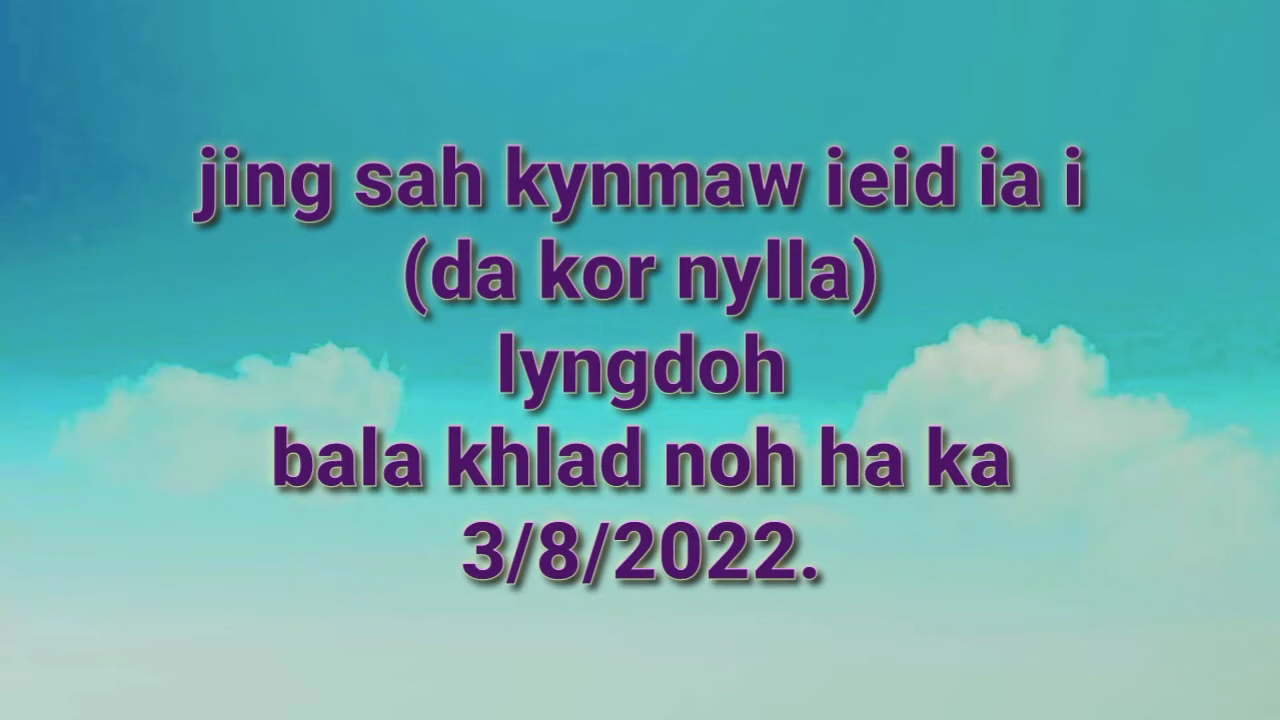 jing sah kynmaw ieid ia i
(da kor nylla)
lyngdoh
bala khlad noh ha ka
3/8/2022.